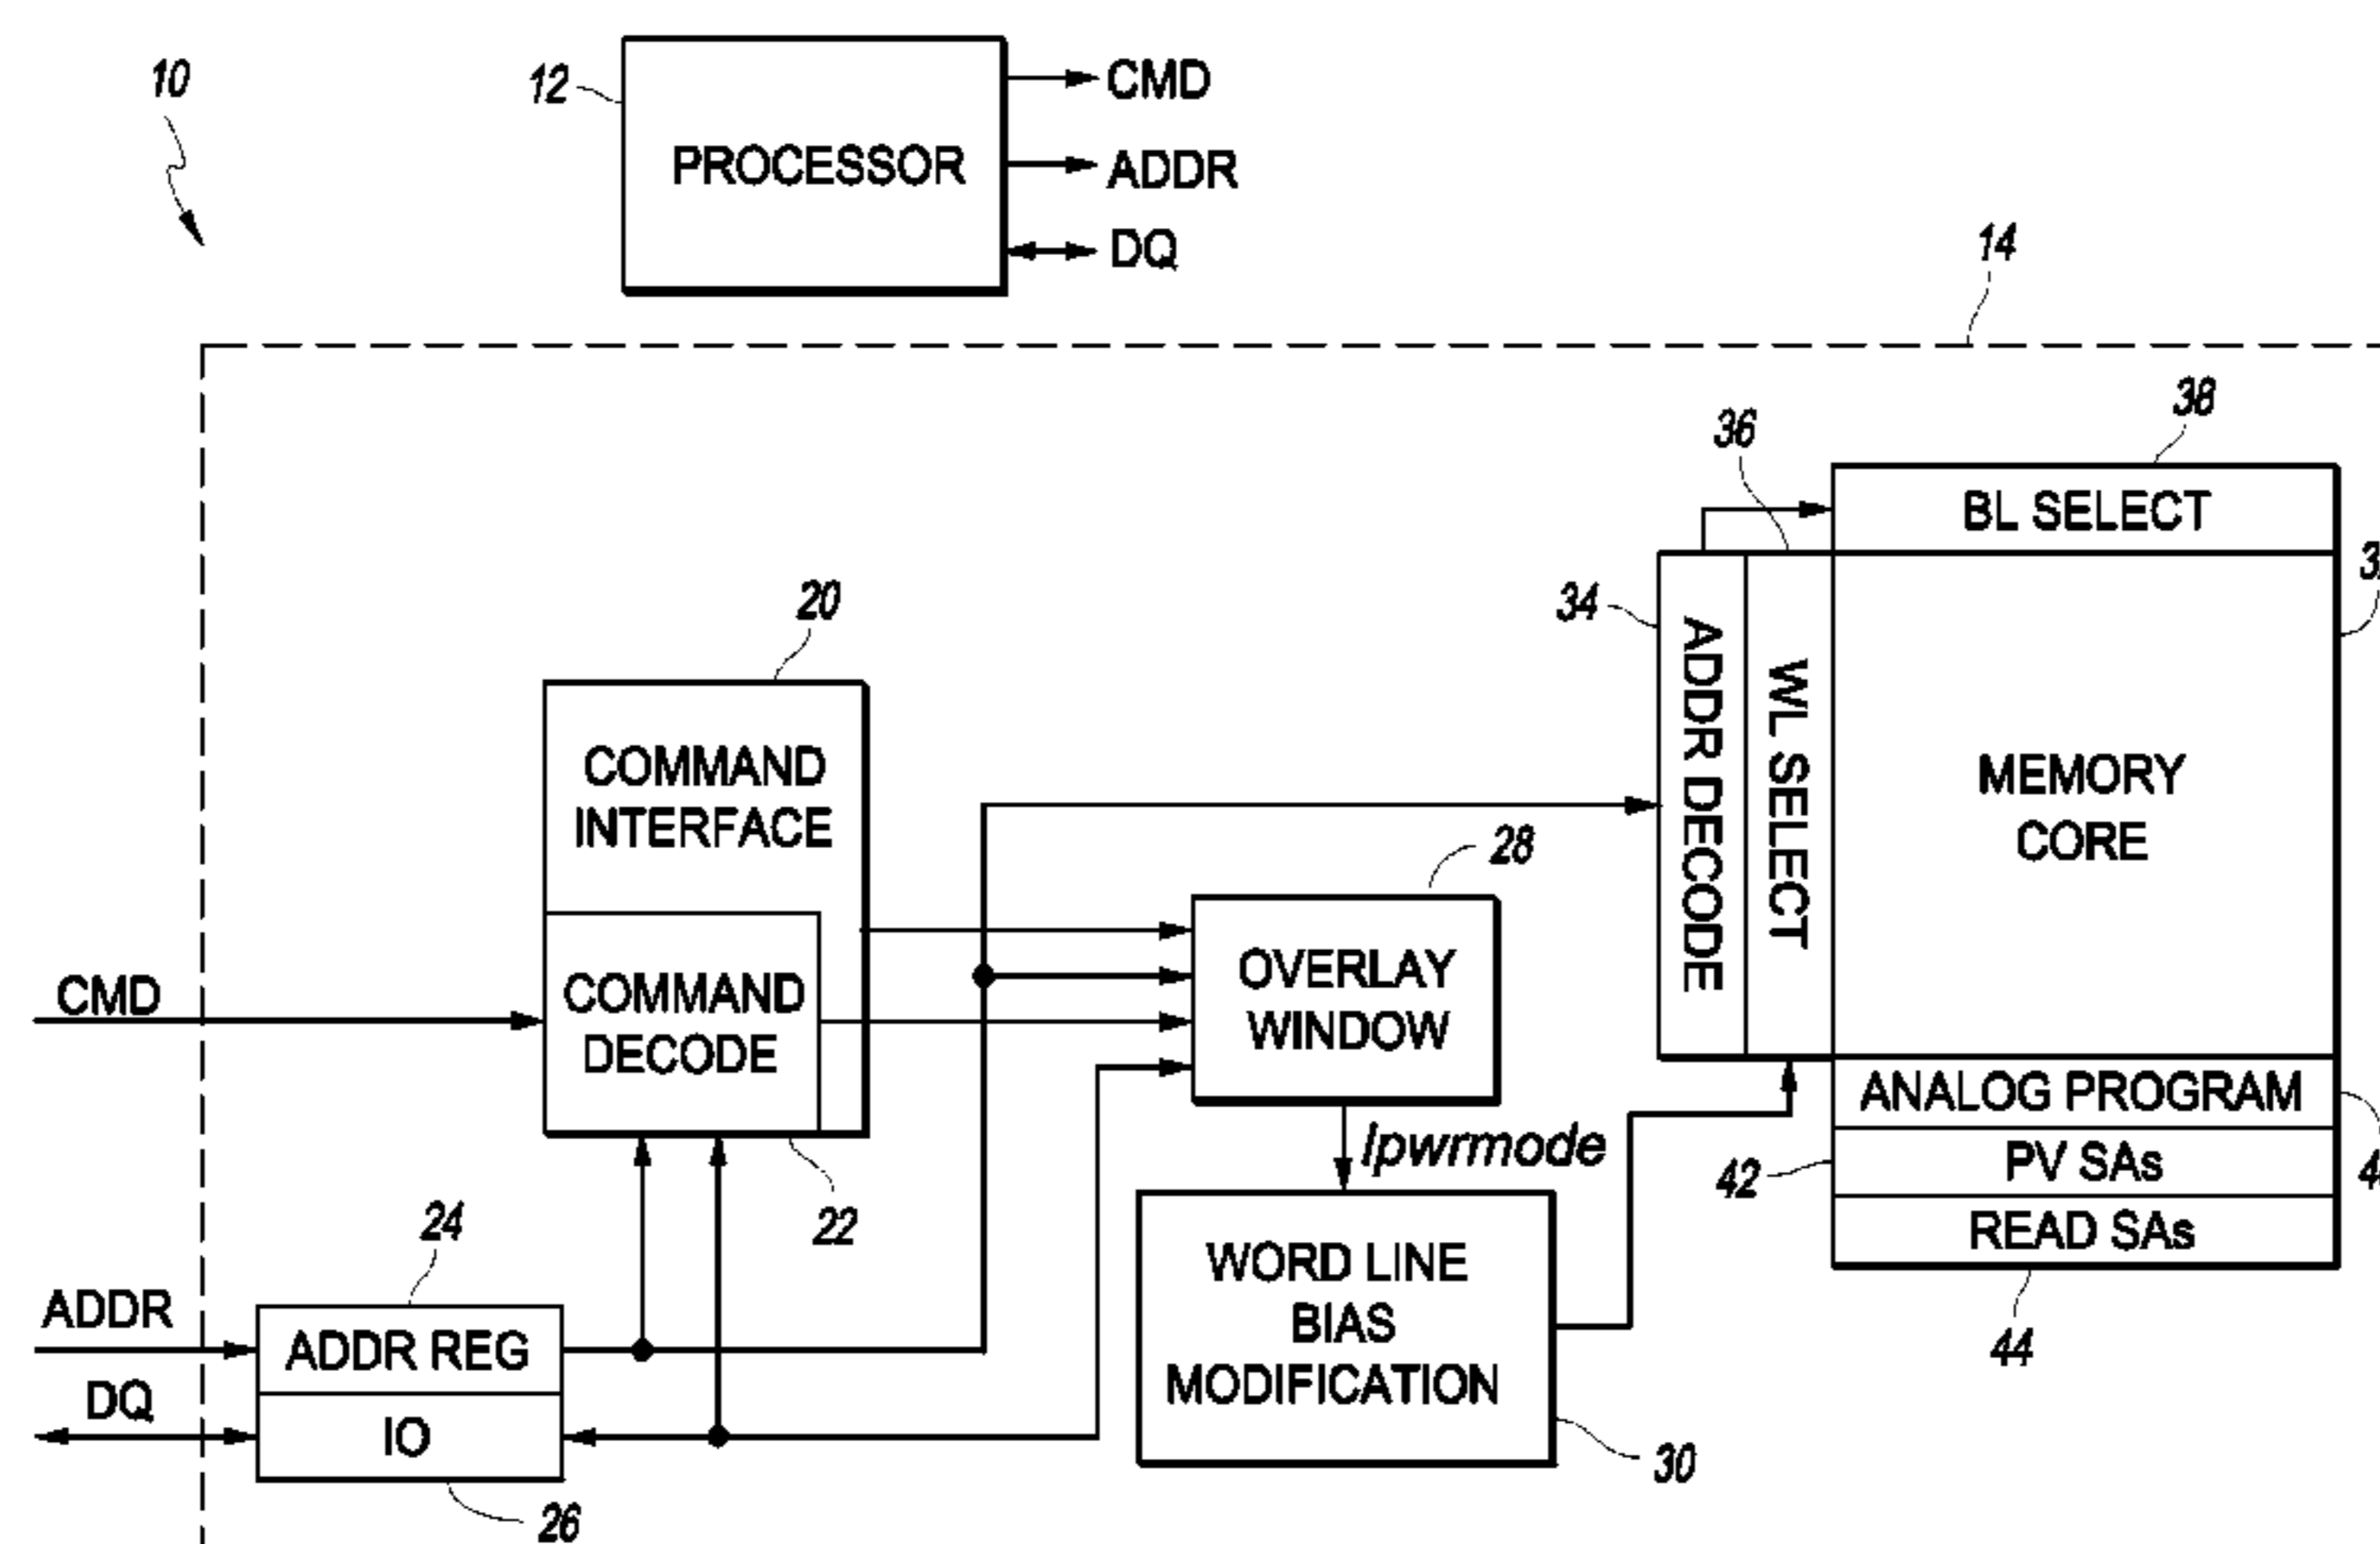 10
12
PROCESSOR
CMD
ADDR
DQ
14
38
36
BL SELECT
34
20
ADDR DECODE
WL SELECT
MEMORY
CORE
COMMAND
INTERFACE
28
COMMAND
DECODE
OVERLAY
WINDOW
CMD
ANALOG PROGRAM
lpwrmode
PV SAs
42
READ SAs
22
24
44
WORD LINE
BIAS
MODIFICATION
30
ADDR
ADDR REG
DQ
IO
26